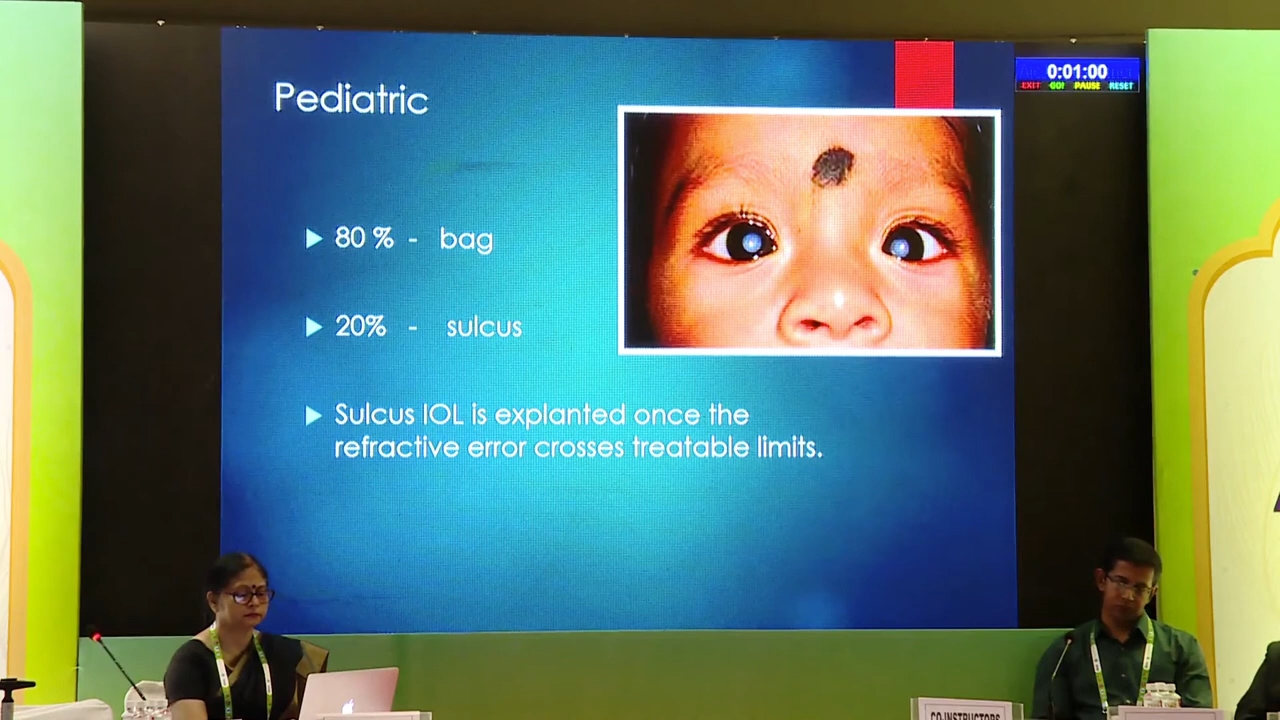 Pediatric
0:01:00
EXIT GO! PAUSE RESET
80 % - bag
20% - sulcus
Sulcus IOL is explanted once the
refractive error crosses treatable limits.
CO INSTRUCTORS